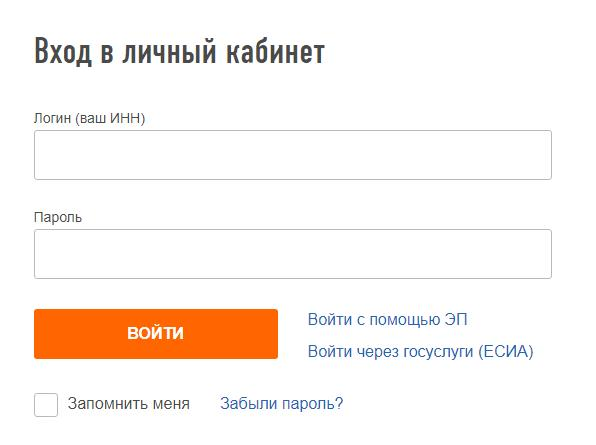 Вход в личный кабинет
Логин (ваш ИНН)
Пароль
ВОЙТИ
Войти с помощью ЭП
Войти через госуслуги (ЕСИА)
Запомнить меня
Забыли пароль?